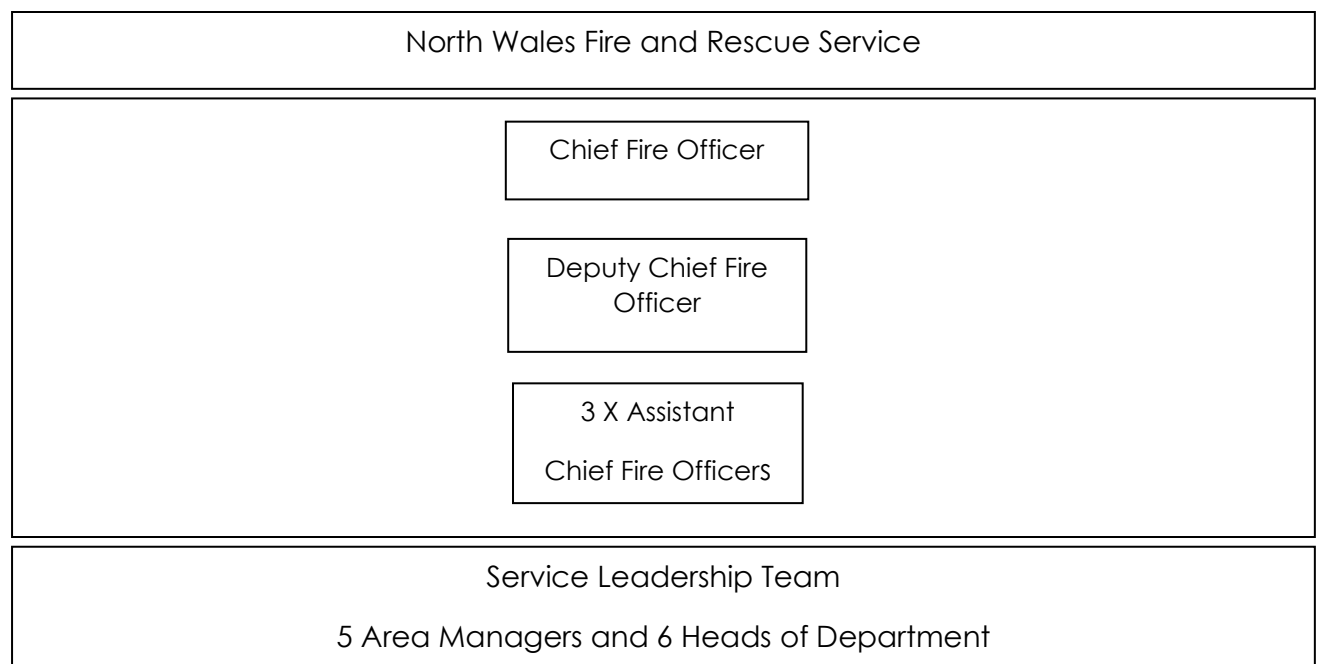 North Wales Fire and Rescue Service
Chief Fire Officer
Deputy Chief Fire
Officer
3 X Assistant
Chief Fire Officers
Service Leadership Team
5 Area Managers and 6 Heads of Department